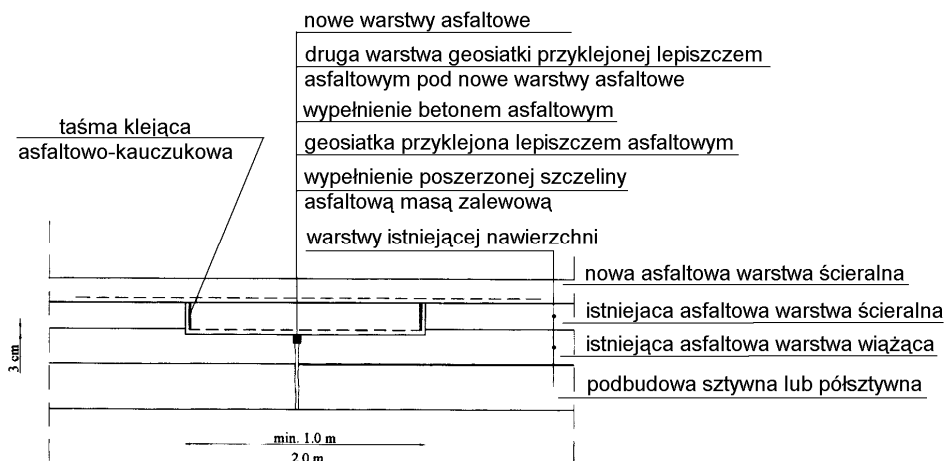 nowe warstwy asfaltowe
druga warstwa geosiatki przyklejonej lepiszczem
asfaltowym pod nowe warstwy asfaltowe
wypełnienie betonem asfaltowym
taśma klejąca
asfaltowo-kauczukowa
geosiatka przyklejona lepiszczem asfaltowym
wypełnienie poszerzonej szczeliny
asfaltową masą zalewową
warstwy istniejącej nawierzchni
nowa asfaltowa warstwa ścieralna
istniejaca asfaltowa warstwa ścieralna
istniejąca asfaltowa warstwa wiążąca
podbudowa sztywna lub półsztywna
3 cm
min. 1.0 m
2.0 m